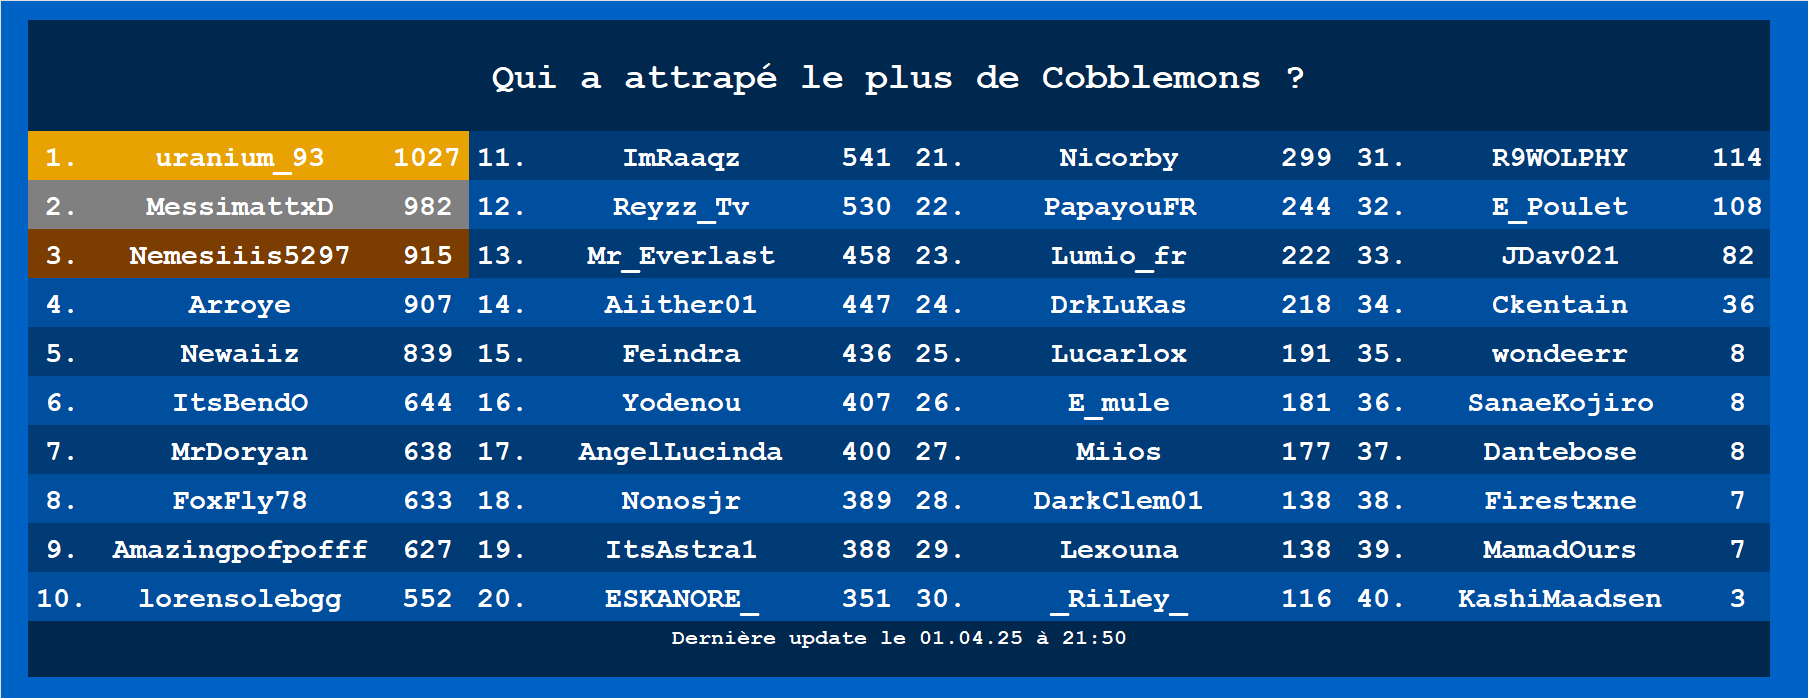 Qui a attrapé le plus de Cobblemons ?
1. uranium_93 1027 11. ImRaaqz 541 21. Nicorby 299 31. R9WOLPHY 114
2. MessimattxD 982 12. Reyzz_Tv 530 22. PapayouFR 244 32. E_Poulet 108
3. Nemesiiis5297 915 13. Mr_Everlast 458 23. Lumio_fr 222 33. JDav021 82
4. Arroye 907 14. Aiither01 447 24. DrkLuKas 218 34. Ckentain 36
5. Newaiiz 839 15. Feindra 436 25. Lucarlox 191 35. wondeerr 8
6. ItsBendO 644 16. Yodenou 407 26. E_mule 181 36. SanaeKojiro 8
7. MrDoryan 638 17. AngelLucinda 400 27. Miios 177 37. Dantebose 8
8. FoxFly78 633 18. Nonosjr 389 28. DarkClem01 138 38. Firestxne 7
9. Amazingpofpofff 627 19. ItsAstra1 388 29. Lexouna 138 39. MamadOurs 7
10. lorensolebgg 552 20. ESKANORE_ 351 30. _RiiLey_ 116 40. KashiMaadsen 3
Dernière update le 01.04.25 à 21:50